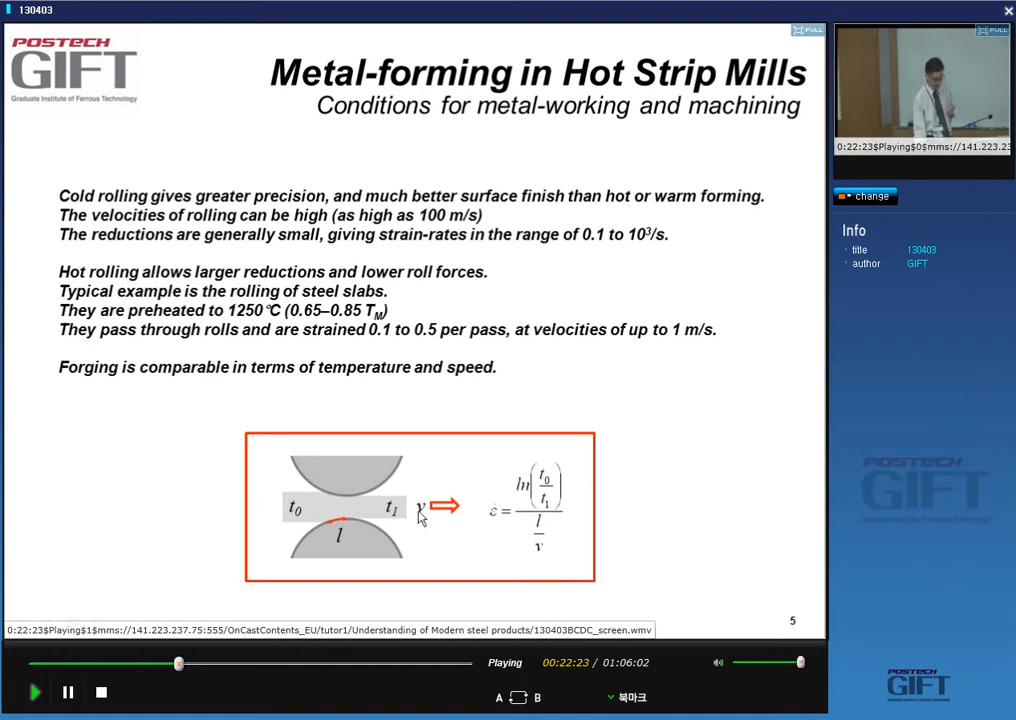 130403
POSTECH
GIFT
Graduate Institute of Ferrous Technology
FULL
Metal-forming in Hot Strip Mills
Conditions for metal-working and machining
Cold rolling gives greater precision, and much better surface finish than hot or warm forming.
The velocities of rolling can be high (as high as 100 m/s)
The reductions are generally small, giving strain-rates in the range of 0.1 to 10³/s.
Hot rolling allows larger reductions and lower roll forces.
Typical example is the rolling of steel slabs.
They are preheated to 1250°C (0.65–0.85 T_M)
They pass through rolls and are strained 0.1 to 0.5 per pass, at velocities of up to 1 m/s.
Forging is comparable in terms of temperature and speed.
t₀ t₁ v
l
ε̇ = ln(t₀/t₁) / (l/v)
5
0:22:23$Playing$1$mms://141.223.237.75:555/OnCastContents_EU/tutor1/Understanding of Modern steel products/130403BCDC_screen.wmv
FULL
0:22:23$Playing$0$mms://141.223.23
change
Info
title 130403
author GIFT
POSTECH
GIFT
Playing 00:22:23 / 01:06:02
A B 북마크
POSTECH
GIFT